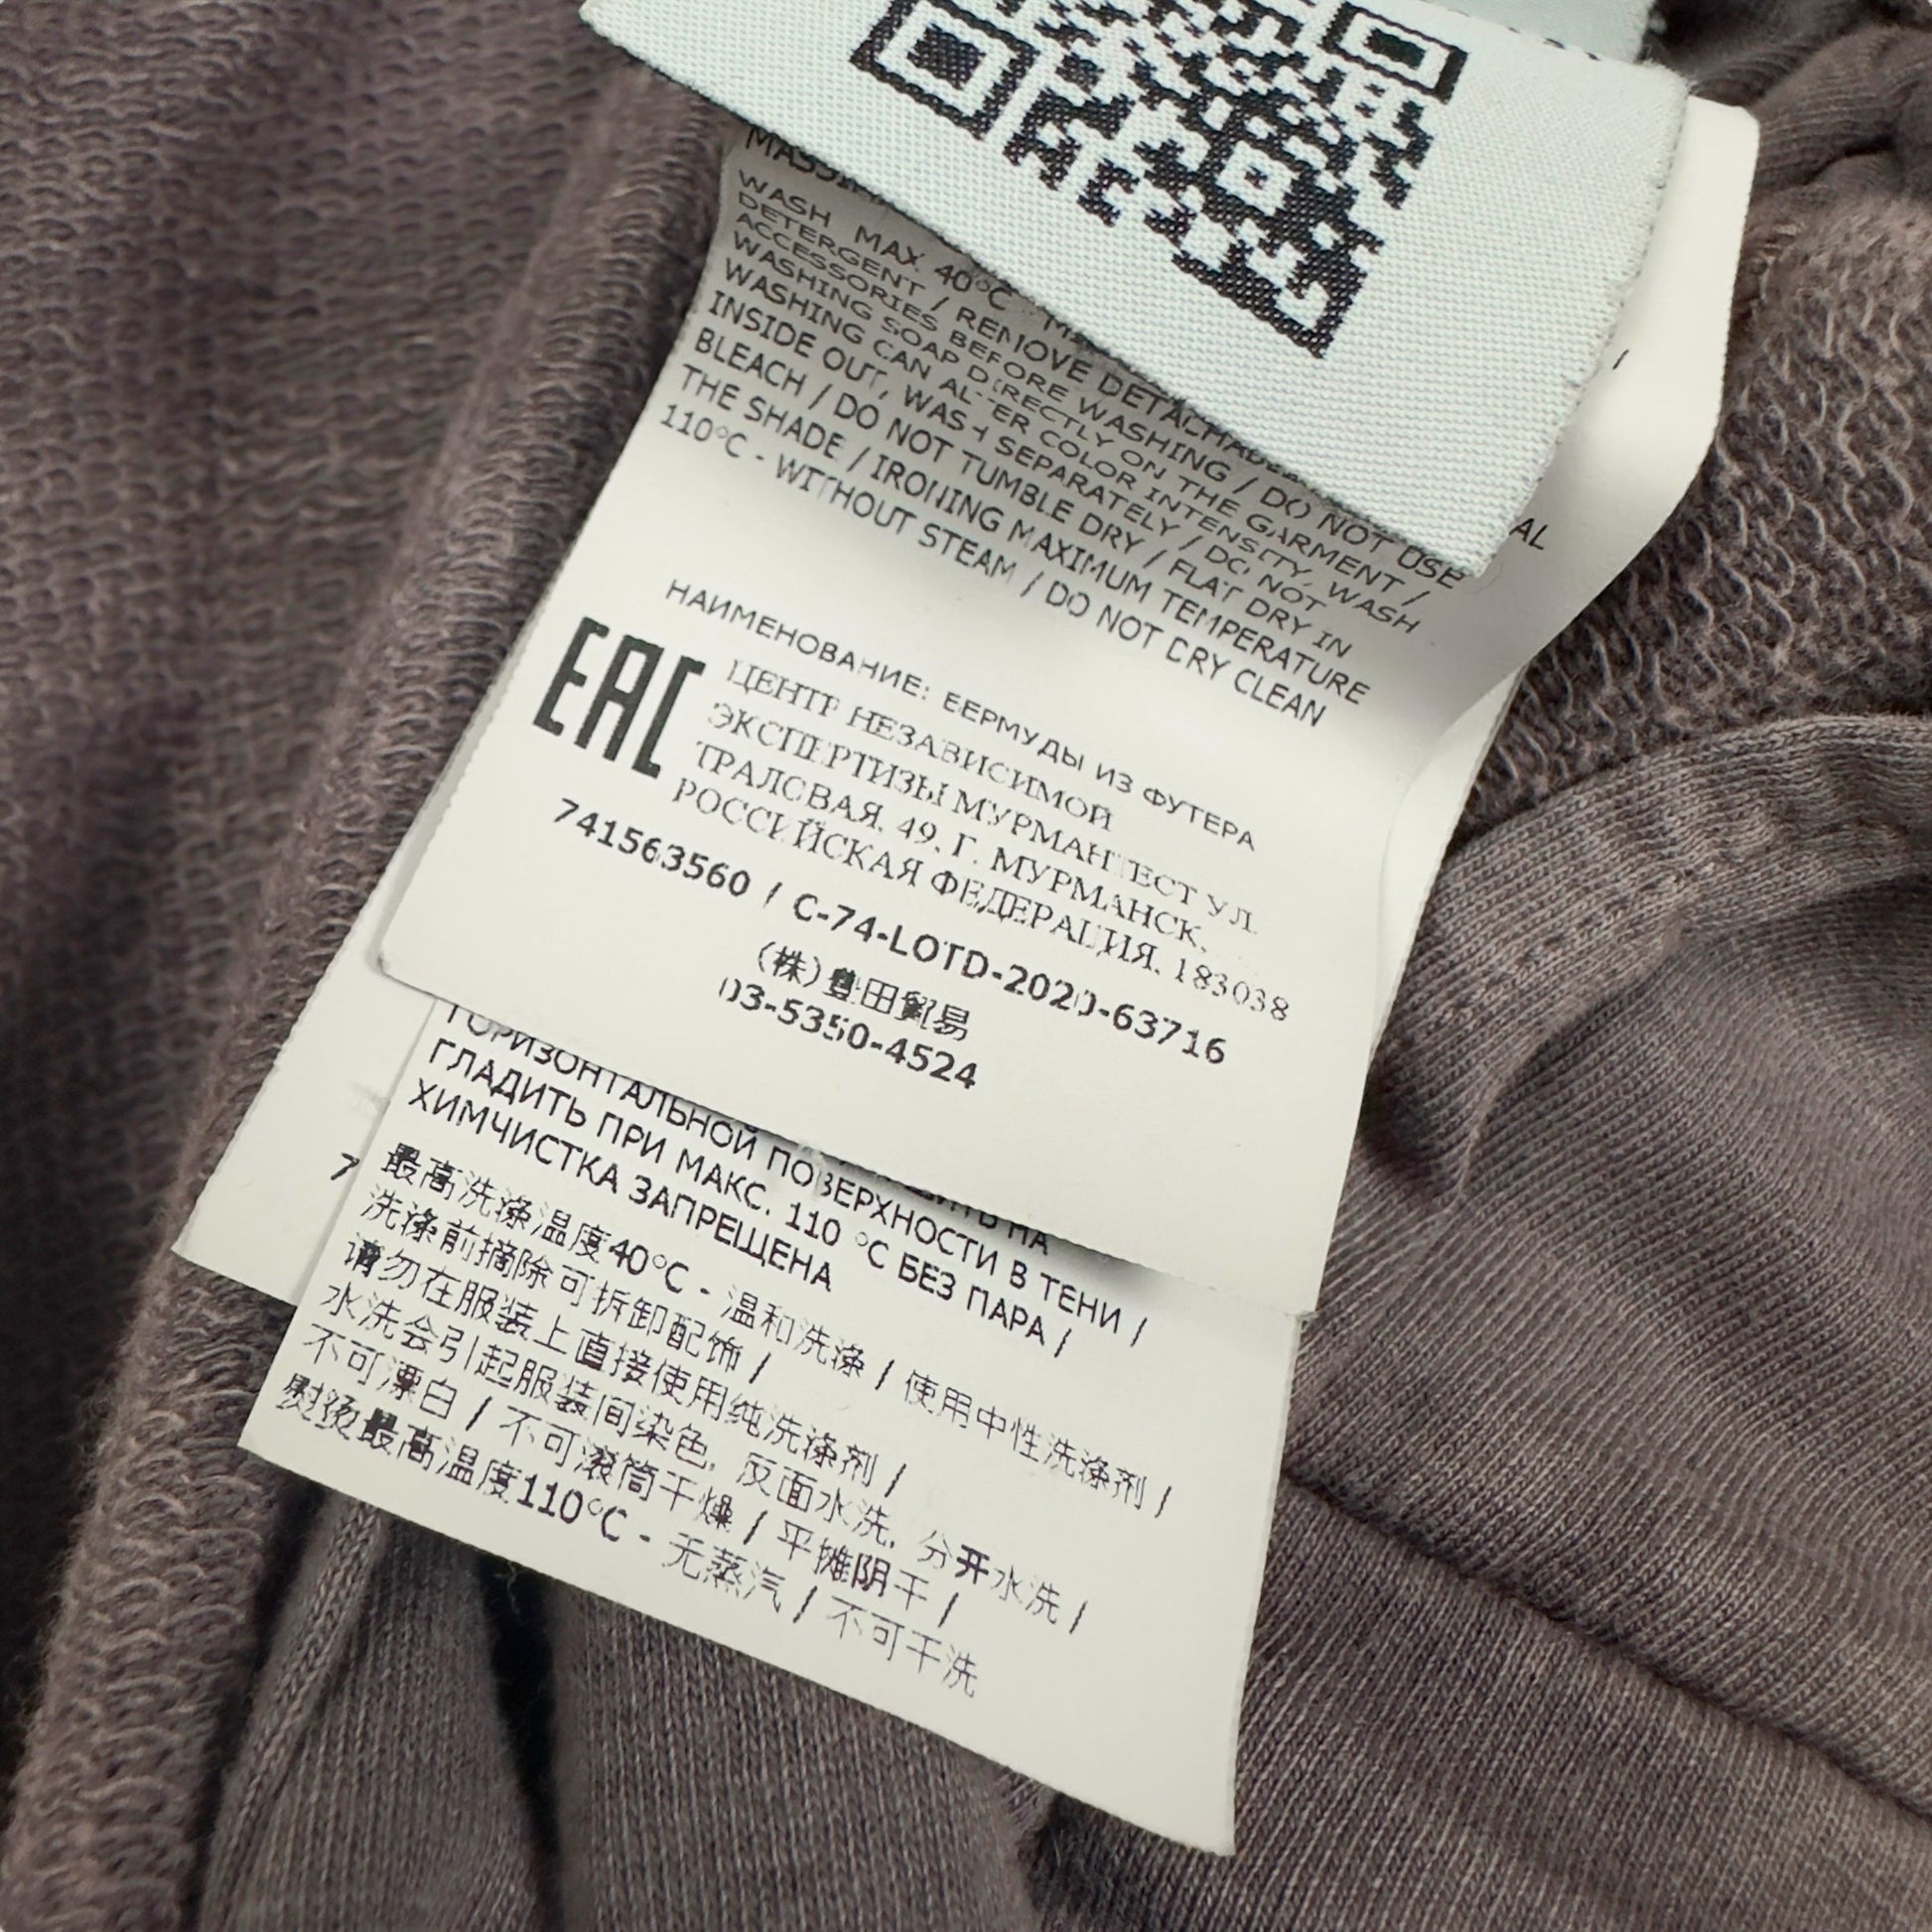 WASH MAX 40°C
DETERGENT / REMOVE
ACCESSORIES BEFORE WASHING / DO NOT USE
WASHING SOAP DIRECTLY ON THE GARMENT /
WASHING CAN ALTER COLOR INTENSITY. WASH
INSIDE OUT, WASH SEPARATELY / DO NOT
BLEACH / DO NOT TUMBLE DRY / FLAT DRY IN
THE SHADE / IRONING MAXIMUM TEMPERATURE
110°C - WITHOUT STEAM / DO NOT DRY CLEAN
AL
НАИМЕНОВАНИЕ: БЕРМУДЫ ИЗ ФУТЕРА
EAC
ЦЕНТР НЕЗАВИСИМОЙ
ЭКСПЕРТИЗЫ МУРМАНТЕСТ УЛ.
ТРАЛОВАЯ, 49, Г. МУРМАНСК,
РОССИЙСКАЯ ФЕДЕРАЦИЯ, 183038
741563560 / C-74-LOTD-2020-63716
(株)豊田貿易
03-5350-4524
ГОРИЗОНТАЛЬНОЙ ПОВЕРХНОСТИ В ТЕНИ /
ГЛАДИТЬ ПРИ МАКС. 110 °C БЕЗ ПАРА /
ХИМЧИСТКА ЗАПРЕЩЕНА
7
最高洗涤温度40°C - 温和洗涤 / 使用中性洗涤剂 /
洗涤前摘除可拆卸配饰 /
请勿在服装上直接使用纯洗涤剂 /
水洗会引起服装间染色, 反面水洗, 分开水洗 /
不可漂白 / 不可滚筒干燥 / 平摊阴干 /
熨烫最高温度110°C - 无蒸汽 / 不可干洗